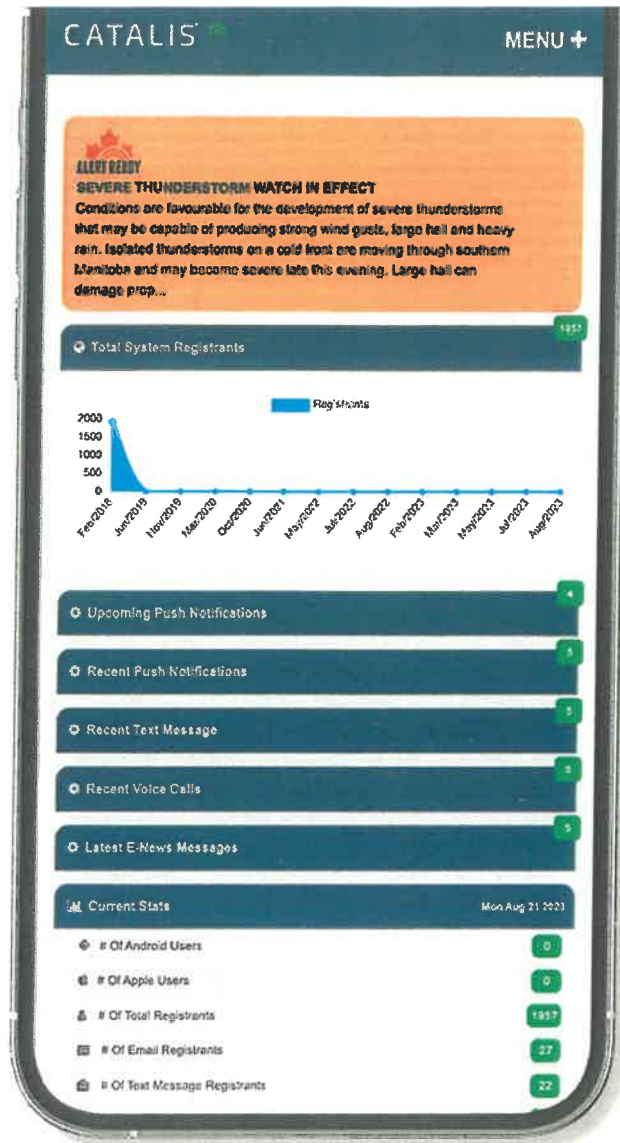 CATALIS
MENU +
ALERT READY
SEVERE THUNDERSTORM WATCH IN EFFECT
Conditions are favourable for the development of severe thunderstorms
that may be capable of producing strong wind gusts, large hail and heavy
rain. Isolated thunderstorms on a cold front are moving through southern
Manitoba and may become severe late this evening. Large hail can
damage prop...
1957
Total System Registrants
Registrants
2000
1500
1000
500
0
Feb/2018 Jun/2019 Nov/2019 Mar/2020 Oct/2020 Jun/2021 May/2022 Jul/2022 Aug/2022 Feb/2023 Mar/2023 May/2023 Jul/2023 Aug/2023
4
Upcoming Push Notifications
5
Recent Push Notifications
5
Recent Text Message
5
Recent Voice Calls
5
Latest E-News Messages
Current Stats Mon Aug 21 2023
# Of Android Users 0
# Of Apple Users 0
# Of Total Registrants 1957
# Of Email Registrants 27
# Of Text Message Registrants 22